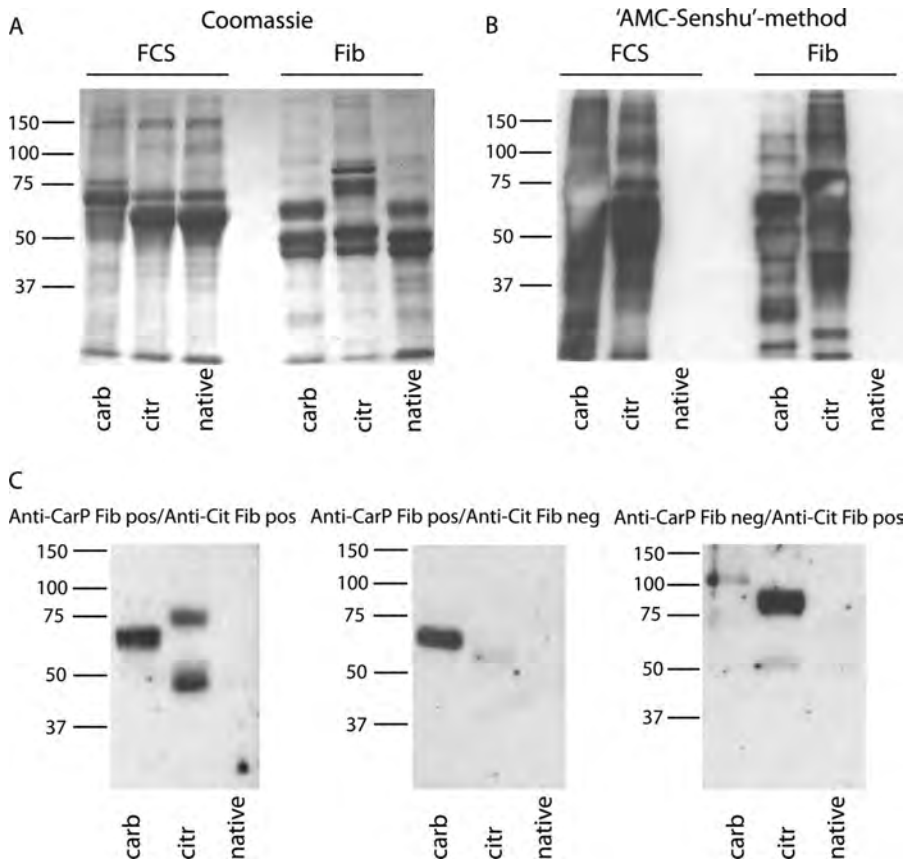 A
Coomassie
FCS
Fib
150
100
75
50
37
carb
citr
native
carb
citr
native
B
'AMC-Senshu'-method
FCS
Fib
150
100
75
50
37
carb
citr
native
carb
citr
native
C
Anti-CarP Fib pos/Anti-Cit Fib pos
150
100
75
50
37
carb
citr
native
Anti-CarP Fib pos/Anti-Cit Fib neg
150
100
75
50
37
carb
citr
native
Anti-CarP Fib neg/Anti-Cit Fib pos
150
100
75
50
37
carb
citr
native